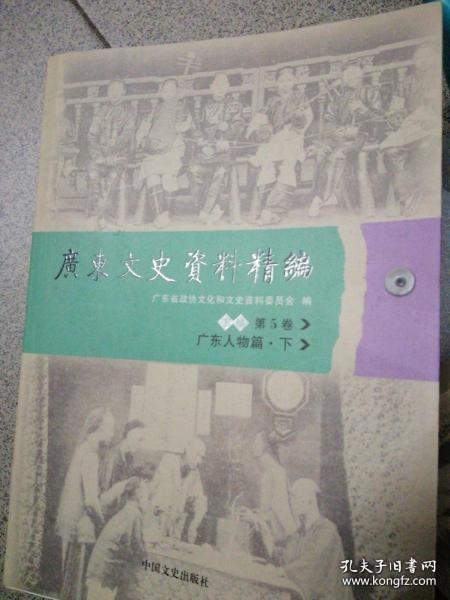 廣東文史資料精編
广东省政协文化和文史资料委员会 编
下编 第5卷
广东人物篇·下
中国文史出版社
孔夫子旧书网
www.kongfz.com